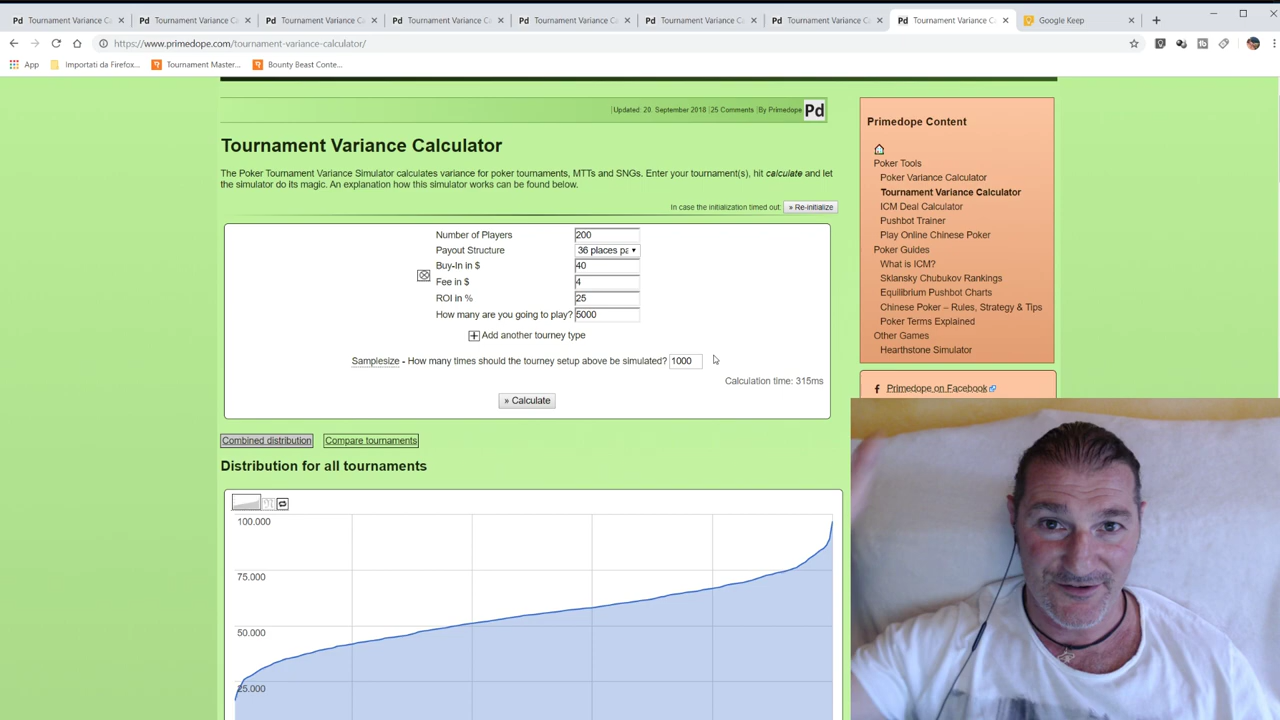 Pd Tournament Variance Ca
Pd Tournament Variance Ca
Pd Tournament Variance Ca
Pd Tournament Variance Ca
Pd Tournament Variance Ca
Pd Tournament Variance Ca
Pd Tournament Variance Ca
Pd Tournament Variance C
Google Keep
https://www.primedope.com/tournament-variance-calculator/
App
Importati da Firefox...
Tournament Master...
Bounty Beast Conte...
Updated: 20. September 2018 | 25 Comments | By Primedope Pd
Tournament Variance Calculator
The Poker Tournament Variance Simulator calculates variance for poker tournaments, MTTs and SNGs. Enter your tournament(s), hit calculate and let
the simulator do its magic. An explanation how this simulator works can be found below.
In case the initialization timed out: » Re-initialize
Number of Players 200
Payout Structure 36 places pa
Buy-In in $ 40
Fee in $ 4
ROI in % 25
How many are you going to play? 5000
Add another tourney type
Samplesize - How many times should the tourney setup above be simulated? 1000
Calculation time: 315ms
» Calculate
Combined distribution Compare tournaments
Distribution for all tournaments
100.000
75.000
50.000
25.000
Primedope Content
Poker Tools
Poker Variance Calculator
Tournament Variance Calculator
ICM Deal Calculator
Pushbot Trainer
Play Online Chinese Poker
Poker Guides
What is ICM?
Sklansky Chubukov Rankings
Equilibrium Pushbot Charts
Chinese Poker – Rules, Strategy & Tips
Poker Terms Explained
Other Games
Hearthstone Simulator
Primedope on Facebook